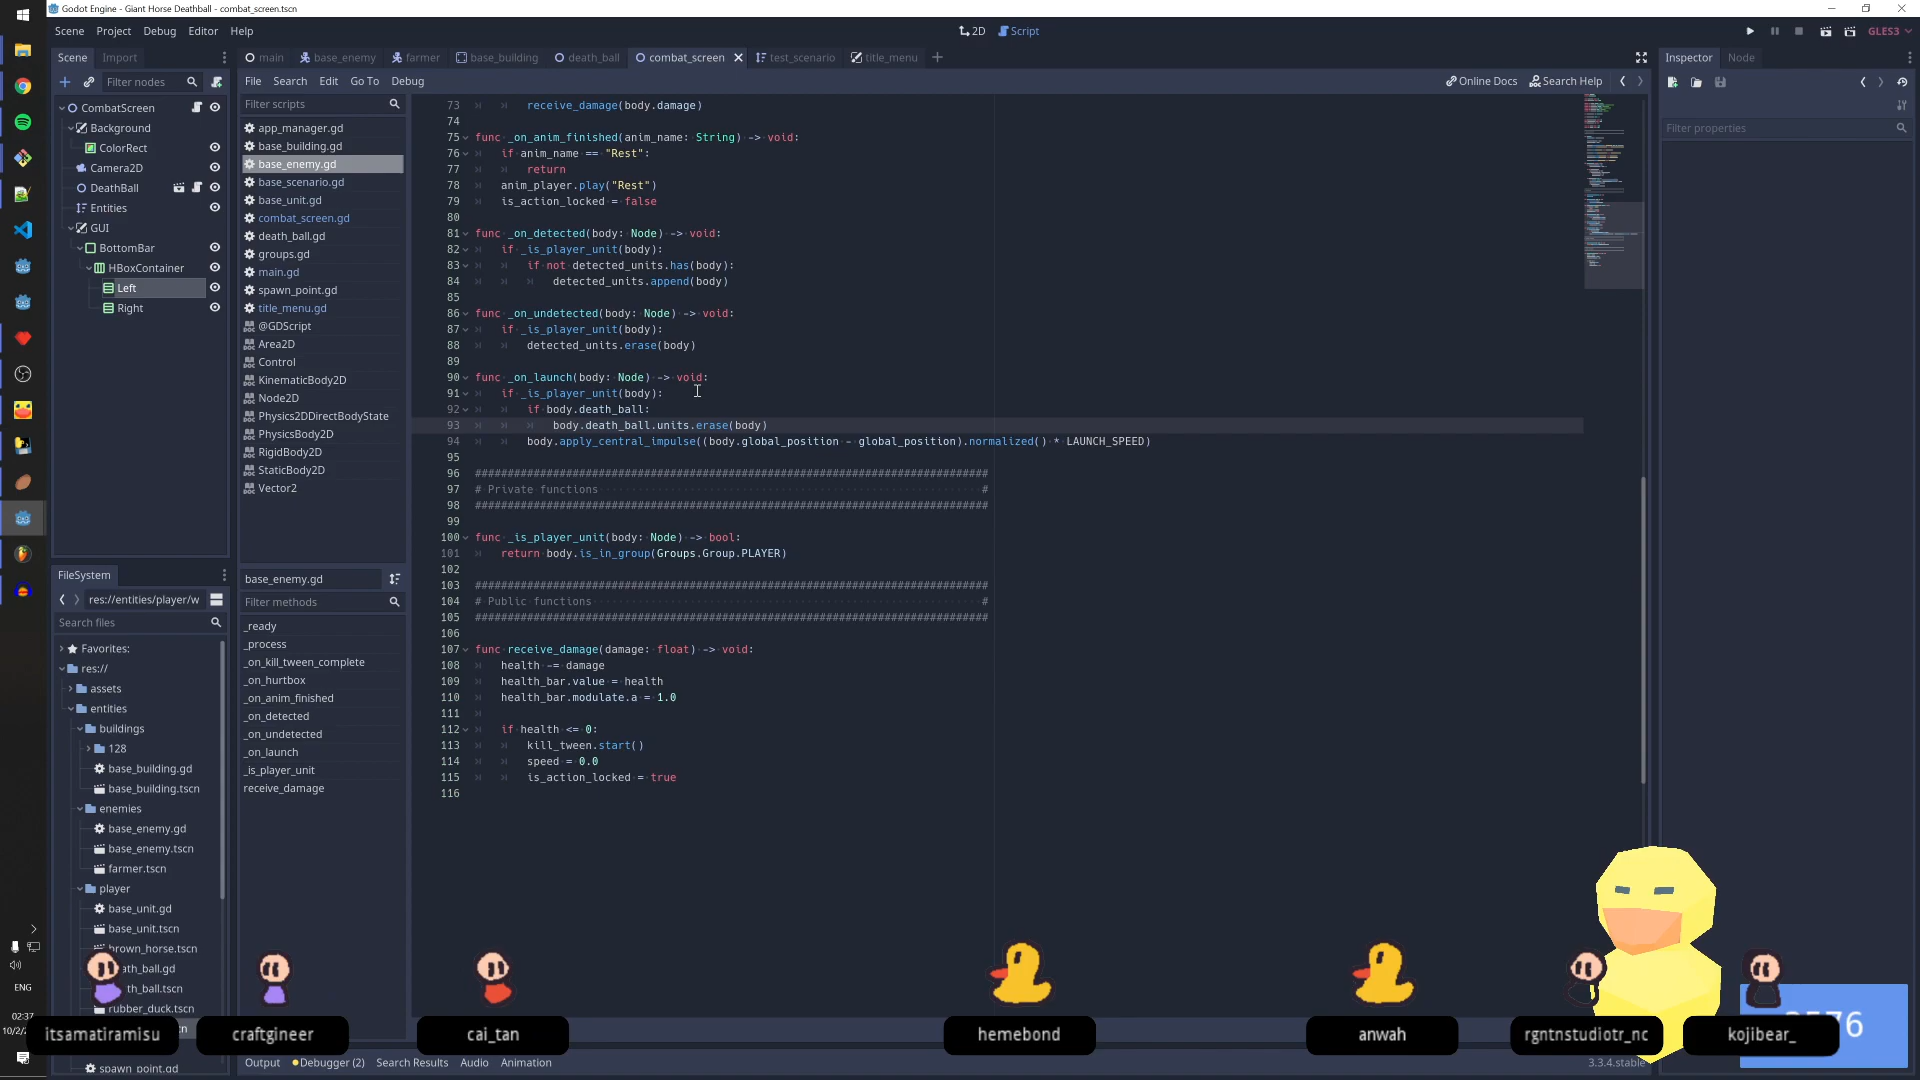 Godot Engine - Giant Horse Deathball - combat_screen.tscn
Scene Project Debug Editor Help
2D Script
GLES3
Scene Import
main base_enemy farmer base_building death_ball combat_screen test_scenario title_menu
Inspector Node
Filter nodes
File Search Edit Go To Debug
Online Docs Search Help
CombatScreen
Background
ColorRect
Camera2D
DeathBall
Entities
GUI
BottomBar
HBoxContainer
Left
Right
Filter scripts
app_manager.gd
base_building.gd
base_enemy.gd
base_scenario.gd
base_unit.gd
combat_screen.gd
death_ball.gd
groups.gd
main.gd
spawn_point.gd
title_menu.gd
@GDScript
Area2D
Control
KinematicBody2D
Node2D
Physics2DDirectBodyState
PhysicsBody2D
RigidBody2D
StaticBody2D
Vector2
base_enemy.gd
Filter methods
_ready
_process
_on_kill_tween_complete
_on_hurtbox
_on_anim_finished
_on_detected
_on_undetected
_on_launch
_is_player_unit
receive_damage
73 receive_damage(body.damage)
74
75 func _on_anim_finished(anim_name: String) -> void:
76 if anim_name == "Rest":
77 return
78 anim_player.play("Rest")
79 is_action_locked = false
80
81 func _on_detected(body: Node) -> void:
82 if _is_player_unit(body):
83 if not detected_units.has(body):
84 detected_units.append(body)
85
86 func _on_undetected(body: Node) -> void:
87 if _is_player_unit(body):
88 detected_units.erase(body)
89
90 func _on_launch(body: Node) -> void:
91 if _is_player_unit(body):
92 if body.death_ball:
93 body.death_ball.units.erase(body)
94 body.apply_central_impulse((body.global_position - global_position).normalized() * LAUNCH_SPEED)
95
96 ###############################################################################
97 # Private functions #
98 ###############################################################################
99
100 func _is_player_unit(body: Node) -> bool:
101 return body.is_in_group(Groups.Group.PLAYER)
102
103 ###############################################################################
104 # Public functions #
105 ###############################################################################
106
107 func receive_damage(damage: float) -> void:
108 health -= damage
109 health_bar.value = health
110 health_bar.modulate.a = 1.0
111
112 if health <= 0:
113 kill_tween.start()
114 speed = 0.0
115 is_action_locked = true
116
Filter properties
FileSystem
res://entities/player/w
Search files
Favorites:
res://
assets
entities
buildings
128
base_building.gd
base_building.tscn
enemies
base_enemy.gd
base_enemy.tscn
farmer.tscn
player
base_unit.gd
base_unit.tscn
brown_horse.tscn
ath_ball.gd
th_ball.tscn
rubber_duck.tscn
spawn_point.gd
ENG
02:37
10/2/
itsamatiramisu craftgineer cai_tan hemebond anwah rgntnstudiotr_nc kojibear_
576
Output Debugger (2) Search Results Audio Animation
3.3.4.stable